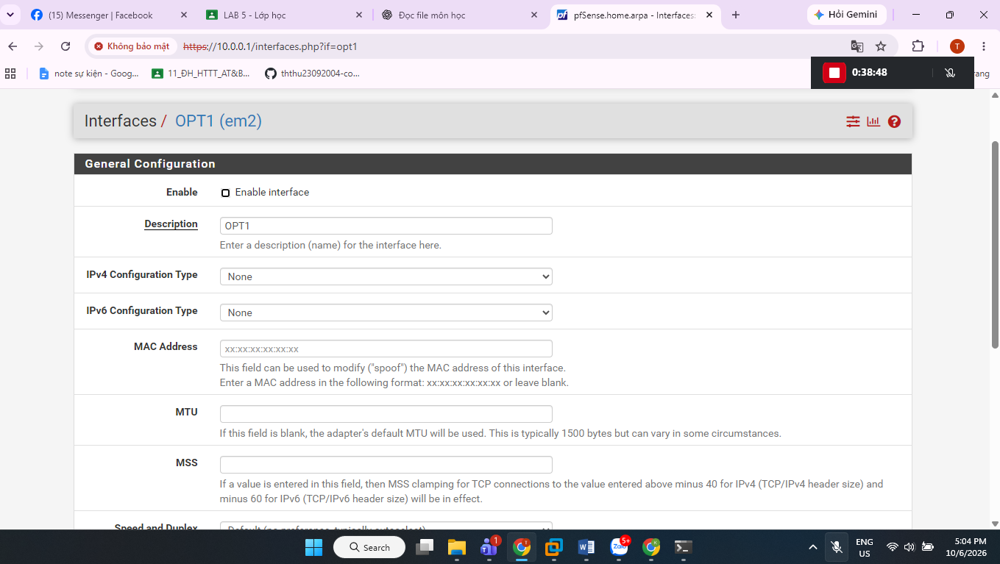 (15) Messenger | Facebook
LAB 5 - Lớp học
Đọc file môn học
pfSense.home.arpa - Interfaces:
Hỏi Gemini
Không bảo mật
https://10.0.0.1/interfaces.php?if=opt1
T
note sự kiện - Goog...
11_ĐH_HTTT_AT&B...
ththu23092004-co...
0:38:48
rang
Interfaces / OPT1 (em2)
General Configuration
Enable
Enable interface
Description
OPT1
Enter a description (name) for the interface here.
IPv4 Configuration Type
None
IPv6 Configuration Type
None
MAC Address
xx:xx:xx:xx:xx:xx
This field can be used to modify ("spoof") the MAC address of this interface.
Enter a MAC address in the following format: xx:xx:xx:xx:xx:xx or leave blank.
MTU
If this field is blank, the adapter's default MTU will be used. This is typically 1500 bytes but can vary in some circumstances.
MSS
If a value is entered in this field, then MSS clamping for TCP connections to the value entered above minus 40 for IPv4 (TCP/IPv4 header size) and
minus 60 for IPv6 (TCP/IPv6 header size) will be in effect.
Speed and Duplex
Default (no preference, typically autoselect)
Search
1
5+
Zalo
ENG
US
5:04 PM
10/6/2026